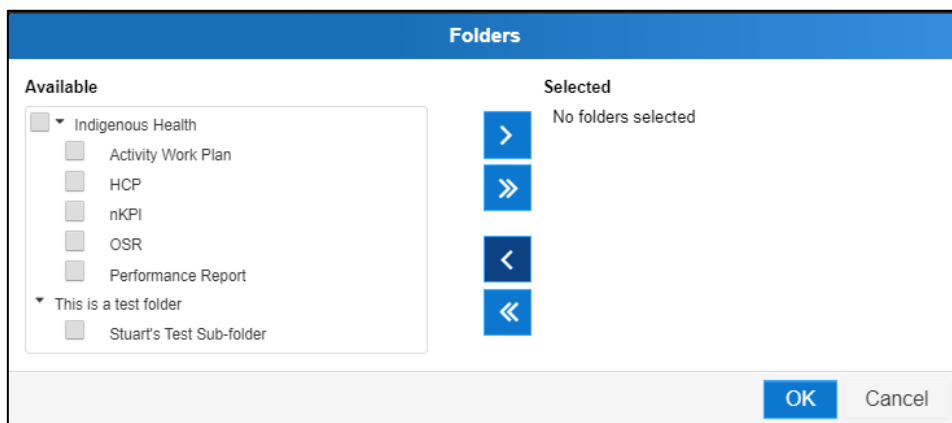 Folders
Available
Indigenous Health
Activity Work Plan
HCP
nKPI
OSR
Performance Report
This is a test folder
Stuart's Test Sub-folder
Selected
No folders selected
OK
Cancel